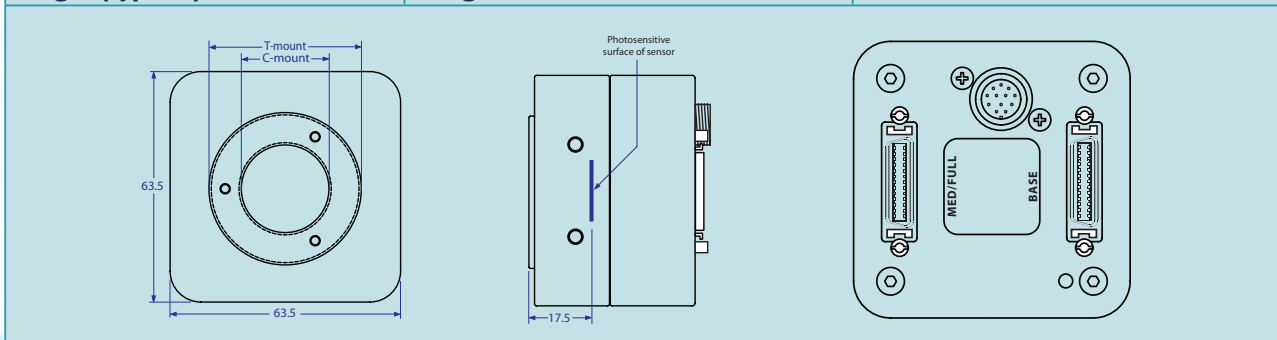 T-mount
C-mount
63.5
63.5
Photosensitive
surface of sensor
17.5
MED/FULL
BASE